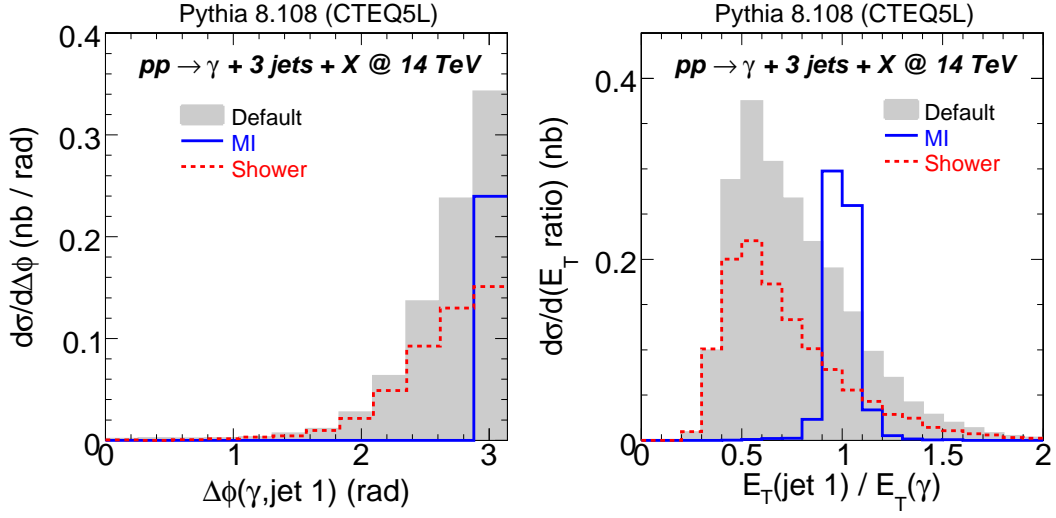 Pythia 8.108 (CTEQ5L)
pp → γ + 3 jets + X @ 14 TeV
Default
MI
Shower
dσ/dΔϕ (nb / rad)
0.4
0.3
0.2
0.1
0
0 1 2 3
Δϕ(γ,jet 1) (rad)
Pythia 8.108 (CTEQ5L)
pp → γ + 3 jets + X @ 14 TeV
Default
MI
Shower
dσ/d(E_T ratio) (nb)
0.4
0.2
0
0 0.5 1 1.5 2
E_T(jet 1) / E_T(γ)